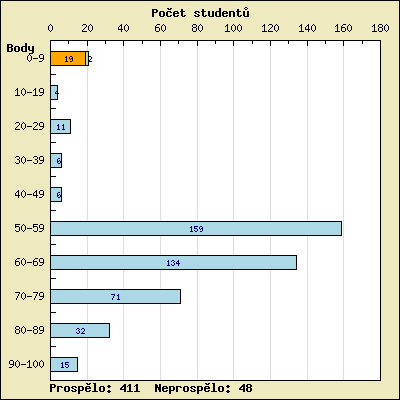 Počet studentů
0 20 40 60 80 100 120 140 160 180
Body
0-9 19 2
10-19 4
20-29 11
30-39 6
40-49 6
50-59 159
60-69 134
70-79 71
80-89 32
90-100 15
Prospělo: 411 Neprospělo: 48